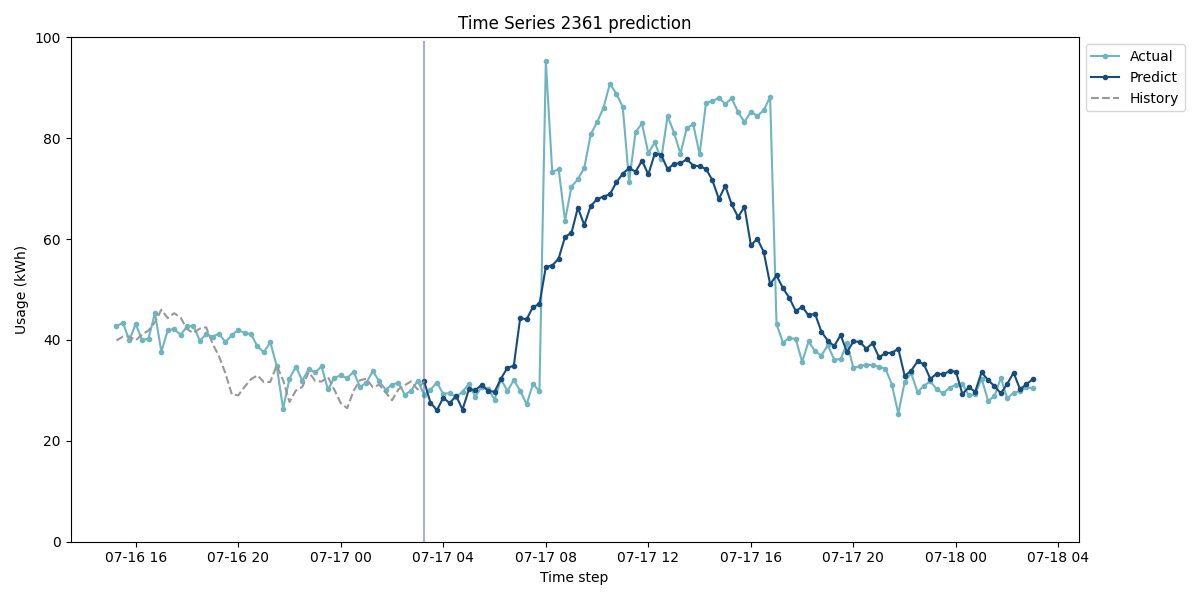 Time Series 2361 prediction
Actual
Predict
History
Usage (kWh)
100
80
60
40
20
0
07-16 16
07-16 20
07-17 00
07-17 04
07-17 08
07-17 12
07-17 16
07-17 20
07-18 00
07-18 04
Time step